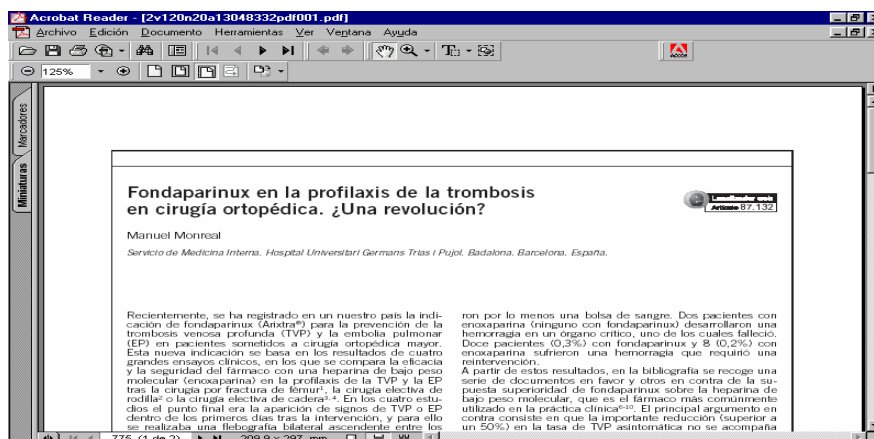 Acrobat Reader - [2v120n20a13048332pdf001.pdf]
Archivo Edición Documento Herramientas Ver Ventana Ayuda
Adobe
125%
Marcadores
Miniaturas
Fondaparinux en la profilaxis de la trombosis
en cirugía ortopédica. ¿Una revolución?
Localizador web
Artículo 87.132
Manuel Monreal
Servicio de Medicina Interna. Hospital Universitari Germans Trias i Pujol. Badalona. Barcelona. España.
Recientemente, se ha registrado en un nuestro país la indi-
cación de fondaparinux (Arixtra®) para la prevención de la
trombosis venosa profunda (TVP) y la embolia pulmonar
(EP) en pacientes sometidos a cirugía ortopédica mayor.
Esta nueva indicación se basa en los resultados de cuatro
grandes ensayos clínicos, en los que se compara la eficacia
y la seguridad del fármaco con una heparina de bajo peso
molecular (enoxaparina) en la profilaxis de la TVP y la EP
tras la cirugía por fractura de fémur¹, la cirugía electiva de
rodilla² o la cirugía electiva de cadera³,⁴. En los cuatro estu-
dios el punto final era la aparición de signos de TVP o EP
dentro de los primeros días tras la intervención, y para ello
se realizaba una flebografía bilateral ascendente entre los
ron por lo menos una bolsa de sangre. Dos pacientes con
enoxaparina (ninguno con fondaparinux) desarrollaron una
hemorragia en un órgano crítico, uno de los cuales falleció.
Doce pacientes (0,3%) con fondaparinux y 8 (0,2%) con
enoxaparina sufrieron una hemorragia que requirió una
reintervención.
A partir de estos resultados, en la bibliografía se recoge una
serie de documentos en favor y otros en contra de la su-
puesta superioridad de fondaparinux sobre la heparina de
bajo peso molecular, que es el fármaco más comúnmente
utilizado en la práctica clínica⁶⁻¹⁰. El principal argumento en
contra consiste en que la importante reducción (superior a
un 50%) en la tasa de TVP asintomática no se acompaña
775 (1 de 2)
209,9 x 297 mm